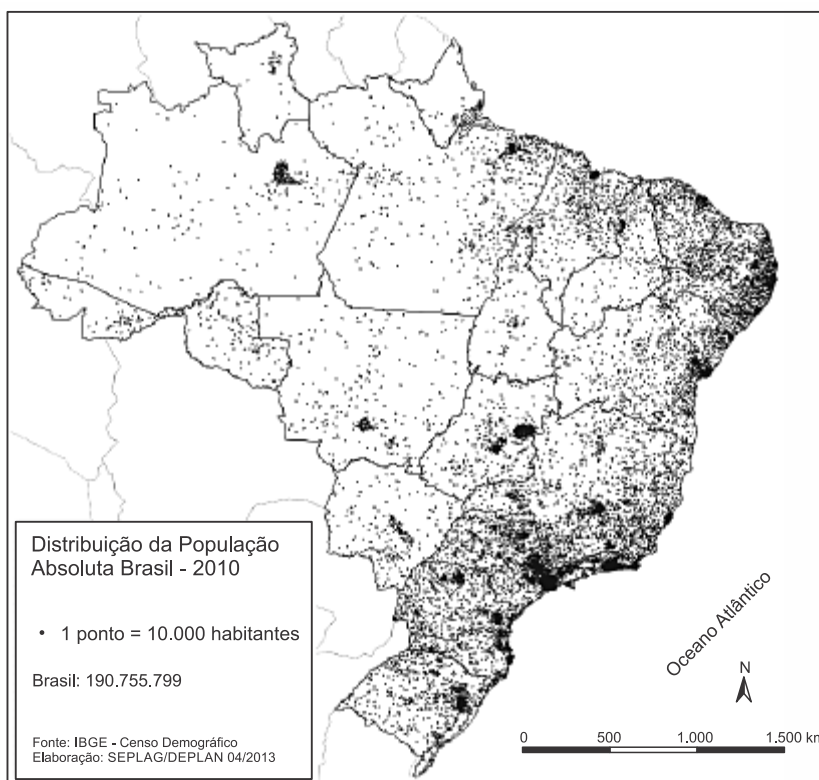 Distribuição da População
Absoluta Brasil - 2010
• 1 ponto = 10.000 habitantes
Brasil: 190.755.799
Fonte: IBGE - Censo Demográfico
Elaboração: SEPLAG/DEPLAN 04/2013
Oceano Atlântico
N
0 500 1.000 1.500 km